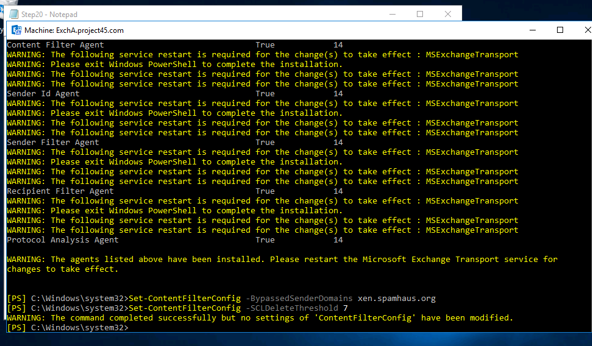 Step20 - Notepad
Machine: ExchA.project45.com
Content Filter Agent True 14
WARNING: The following service restart is required for the change(s) to take effect : MSExchangeTransport
WARNING: Please exit Windows PowerShell to complete the installation.
WARNING: The following service restart is required for the change(s) to take effect : MSExchangeTransport
WARNING: The following service restart is required for the change(s) to take effect : MSExchangeTransport
Sender Id Agent True 14
WARNING: The following service restart is required for the change(s) to take effect : MSExchangeTransport
WARNING: Please exit Windows PowerShell to complete the installation.
WARNING: The following service restart is required for the change(s) to take effect : MSExchangeTransport
WARNING: The following service restart is required for the change(s) to take effect : MSExchangeTransport
Sender Filter Agent True 14
WARNING: The following service restart is required for the change(s) to take effect : MSExchangeTransport
WARNING: Please exit Windows PowerShell to complete the installation.
WARNING: The following service restart is required for the change(s) to take effect : MSExchangeTransport
WARNING: The following service restart is required for the change(s) to take effect : MSExchangeTransport
Recipient Filter Agent True 14
WARNING: The following service restart is required for the change(s) to take effect : MSExchangeTransport
WARNING: Please exit Windows PowerShell to complete the installation.
WARNING: The following service restart is required for the change(s) to take effect : MSExchangeTransport
WARNING: The following service restart is required for the change(s) to take effect : MSExchangeTransport
Protocol Analysis Agent True 14
WARNING: The agents listed above have been installed. Please restart the Microsoft Exchange Transport service for
changes to take effect.
[PS] C:\Windows\system32>Set-ContentFilterConfig -BypassedSenderDomains xen.spamhaus.org
[PS] C:\Windows\system32>Set-ContentFilterConfig -SCLDeleteThreshold 7
WARNING: The command completed successfully but no settings of 'ContentFilterConfig' have been modified.
[PS] C:\Windows\system32>